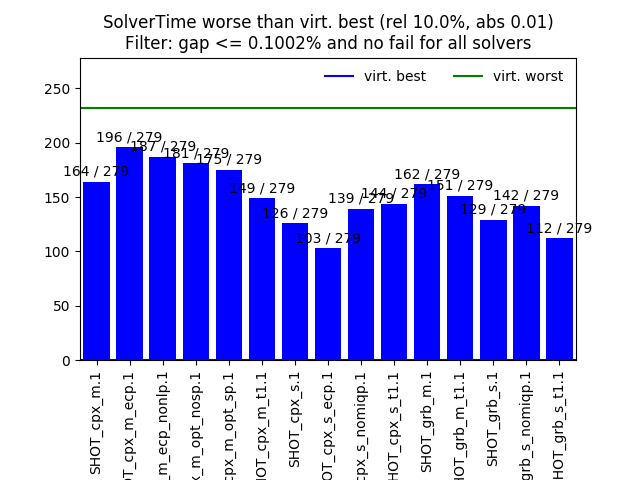 SolverTime worse than virt. best (rel 10.0%, abs 0.01)
Filter: gap <= 0.1002% and no fail for all solvers
virt. best
virt. worst
250
200
150
100
50
0
164 / 279
196 / 279
187 / 279
181 / 279
175 / 279
149 / 279
126 / 279
103 / 279
139 / 279
144 / 279
162 / 279
151 / 279
129 / 279
142 / 279
112 / 279
SHOT_cpx_m.1
OT_cpx_m_ecp.1
_m_ecp_nonlp.1
x_m_opt_nosp.1
cpx_m_opt_sp.1
HOT_cpx_m_t1.1
SHOT_cpx_s.1
OT_cpx_s_ecp.1
cpx_s_nomiqp.1
HOT_cpx_s_t1.1
SHOT_grb_m.1
HOT_grb_m_t1.1
SHOT_grb_s.1
grb_s_nomiqp.1
HOT_grb_s_t1.1